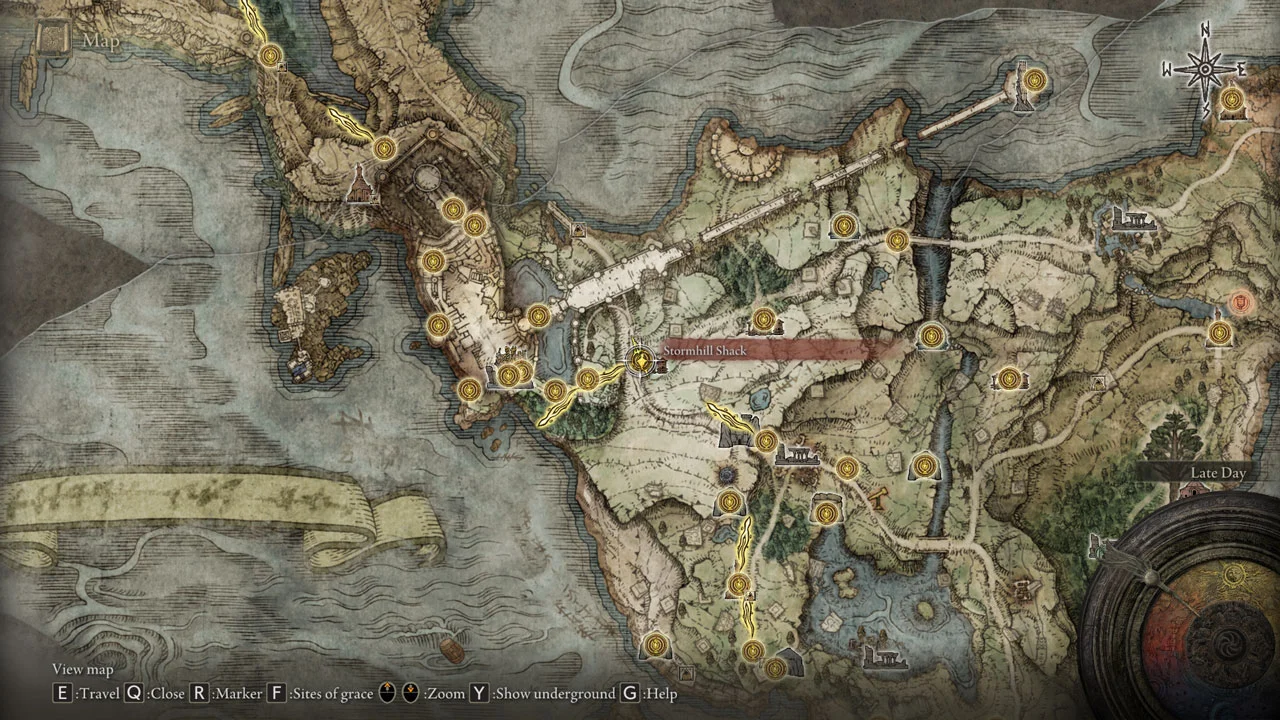 Map
N
W E
S
Stormhill Shack
Late Day
View map
E :Travel Q :Close R :Marker F :Sites of grace :Zoom Y :Show underground G :Help